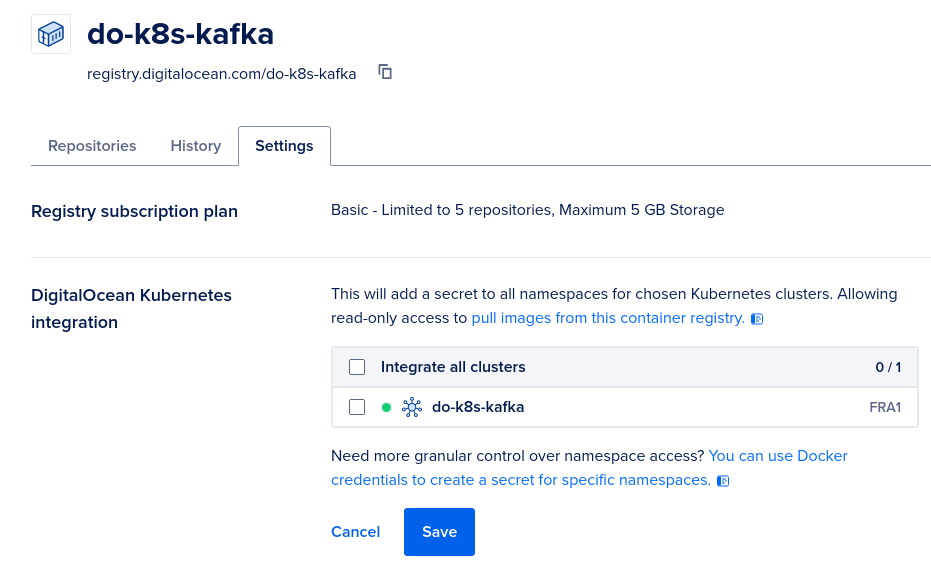 do-k8s-kafka
registry.digitalocean.com/do-k8s-kafka
Repositories
History
Settings
Registry subscription plan
Basic - Limited to 5 repositories, Maximum 5 GB Storage
DigitalOcean Kubernetes
integration
This will add a secret to all namespaces for chosen Kubernetes clusters. Allowing
read-only access to pull images from this container registry.
Integrate all clusters
0 / 1
do-k8s-kafka
FRA1
Need more granular control over namespace access? You can use Docker
credentials to create a secret for specific namespaces.
Cancel
Save